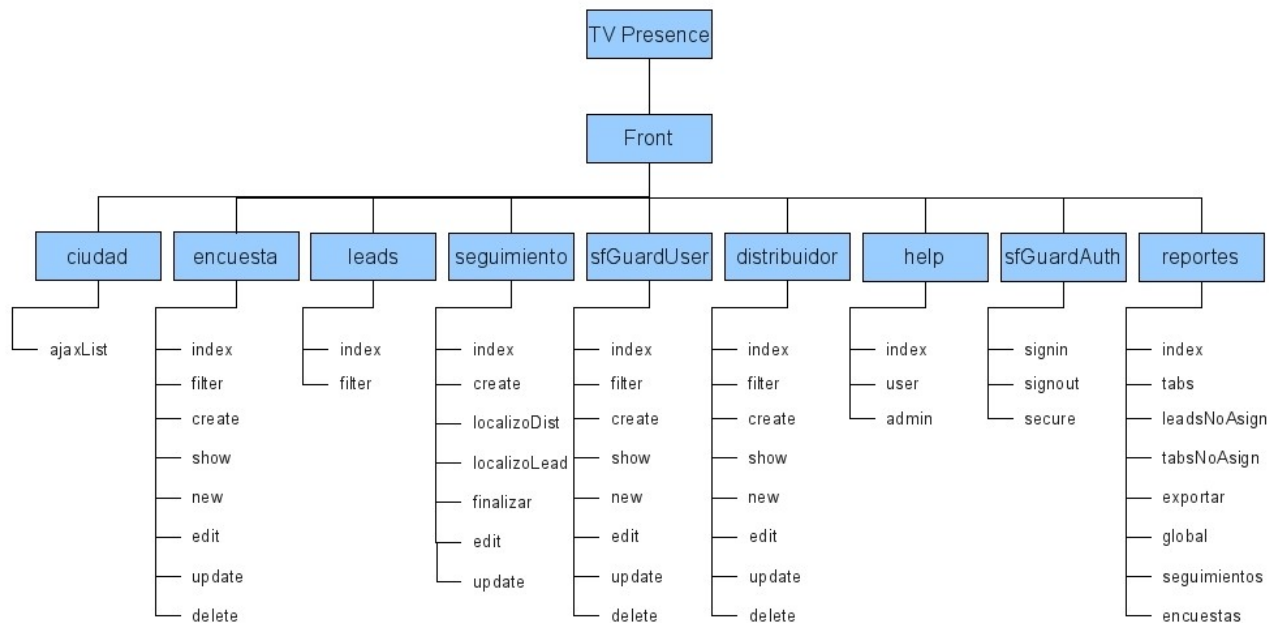 TV Presence
Front
ciudad
encuesta
leads
seguimiento
sfGuardUser
distribuidor
help
sfGuardAuth
reportes
ajaxList
index
filter
create
show
new
edit
update
delete
index
filter
index
create
localizoDist
localizoLead
finalizar
edit
update
index
filter
create
show
new
edit
update
delete
index
filter
create
show
new
edit
update
delete
index
user
admin
signin
signout
secure
index
tabs
leadsNoAsign
tabsNoAsign
exportar
global
seguimientos
encuestas